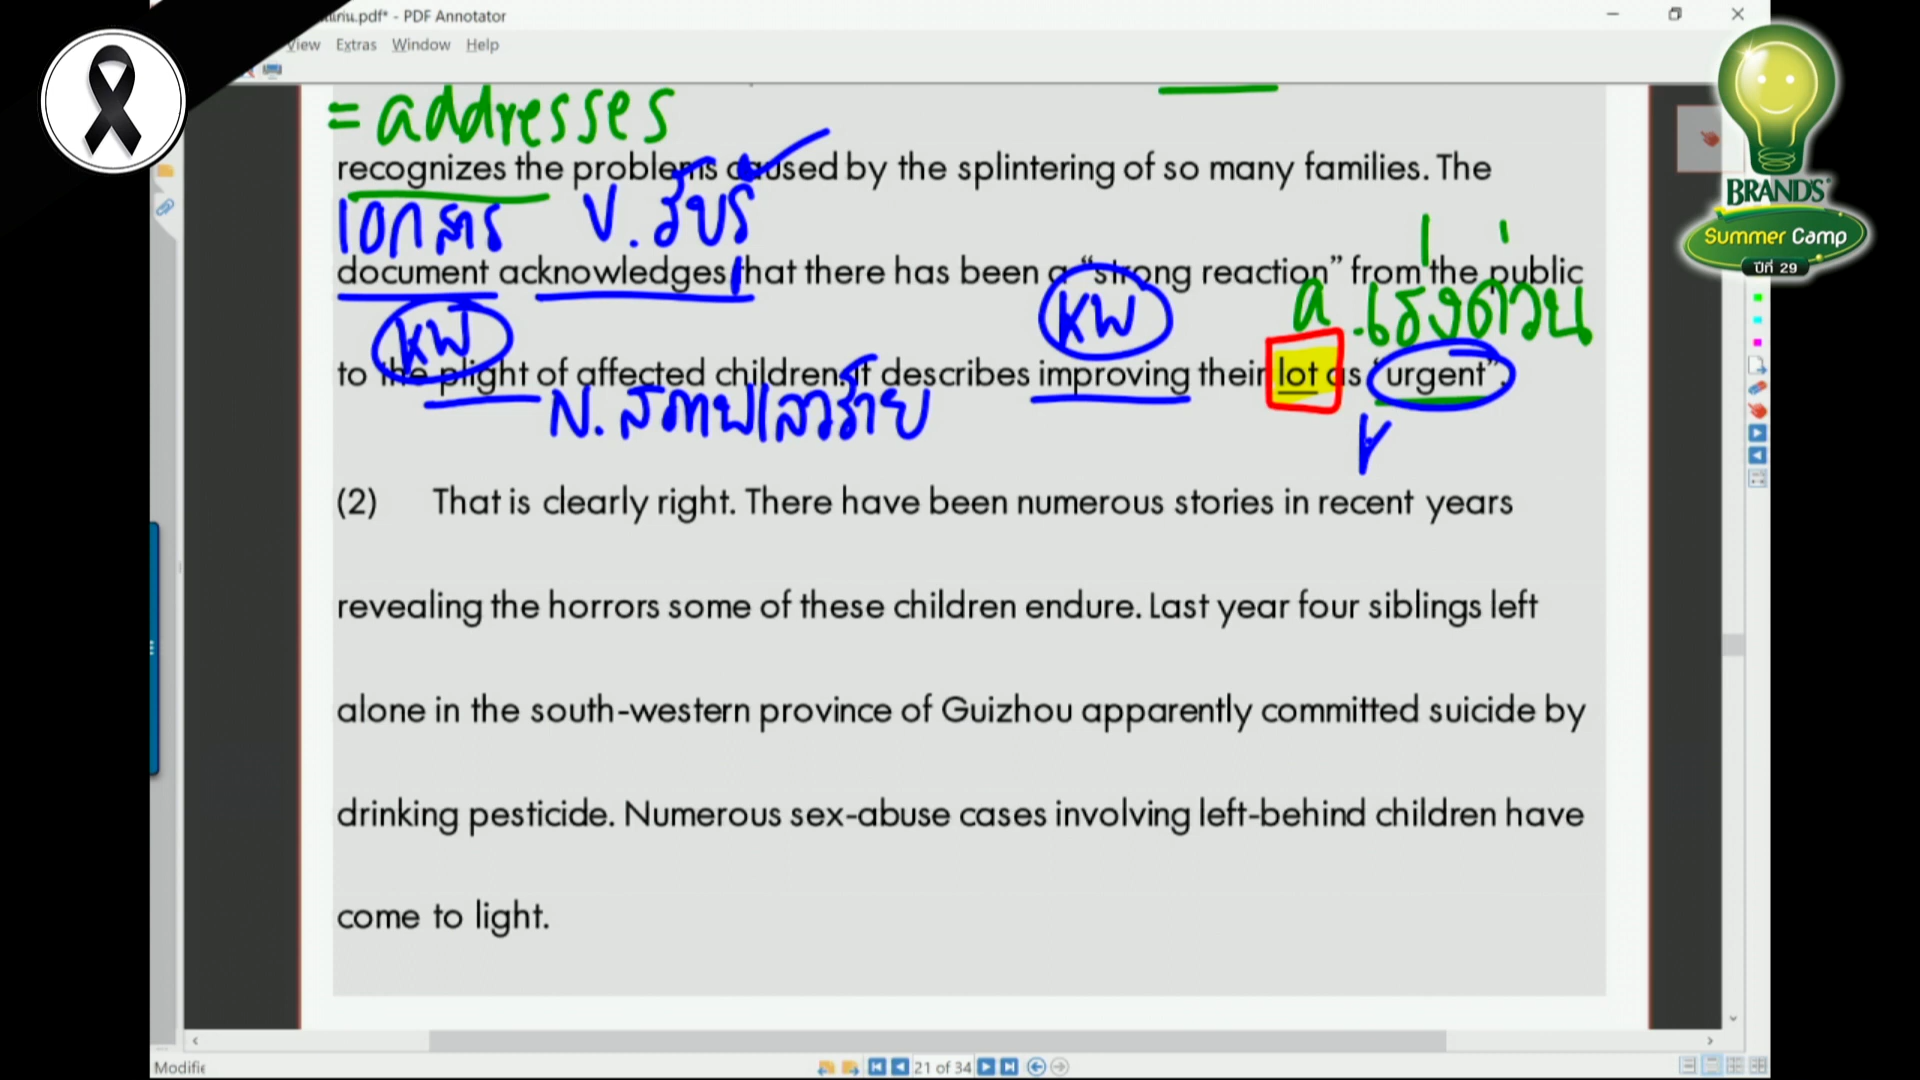 .pdf* - PDF Annotator
View Extras Window Help
= addresses
recognizes the problems caused by the splintering of so many families. The
เอกสาร v. รับรู้
document acknowledges that there has been a “strong reaction” from the public
KW KW a. เร่งด่วน
to the plight of affected children. It describes improving their lot as “urgent”.
N. สภาพเลวร้าย
(2) That is clearly right. There have been numerous stories in recent years
revealing the horrors some of these children endure. Last year four siblings left
alone in the south-western province of Guizhou apparently committed suicide by
drinking pesticide. Numerous sex-abuse cases involving left-behind children have
come to light.
BRAND'S®
Summer Camp
ปีที่ 29
Modifie
21 of 34